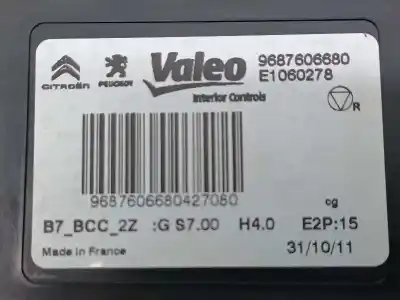 Valeo 9687606680
CITROËN PEUGEOT E1060278
Interior Controls
R
9687606680427080
cg
B7_BCC_2Z :G S7.00 H4.0 E2P:15
Made in France 31/10/11